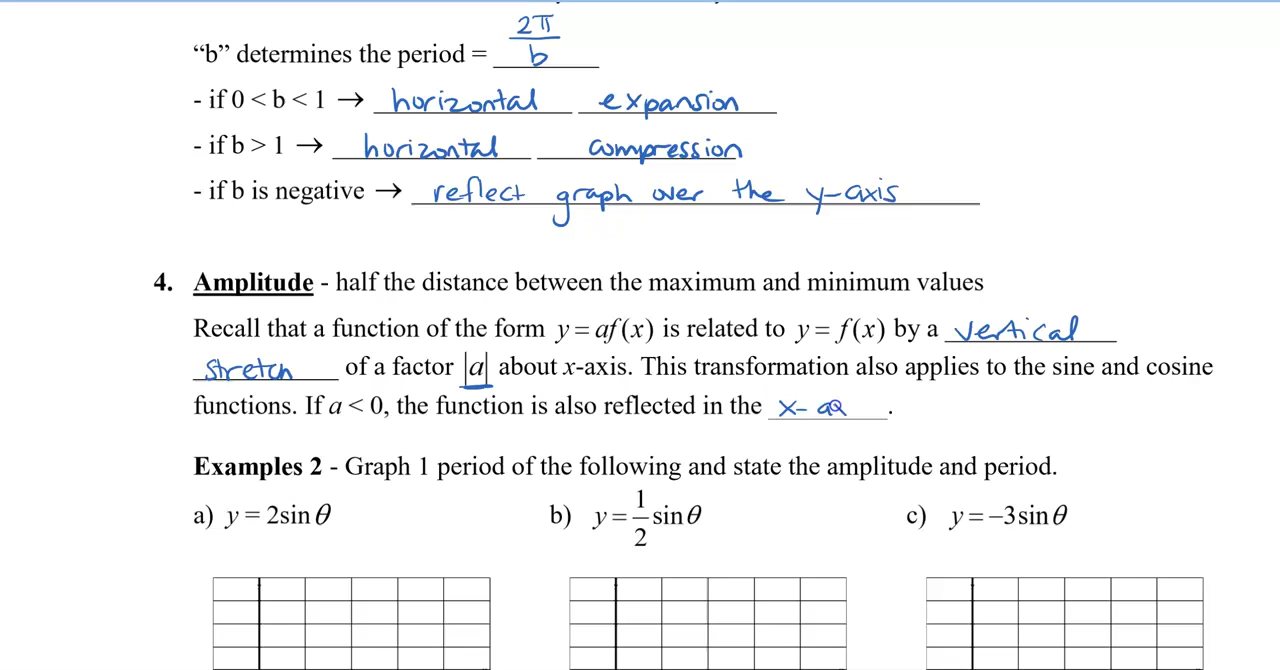 2π
"b" determines the period = b
- if 0 < b < 1 → horizontal expansion
- if b > 1 → horizontal compression
- if b is negative → reflect graph over the y-axis
4. Amplitude - half the distance between the maximum and minimum values
Recall that a function of the form y = af(x) is related to y = f(x) by a vertical
stretch of a factor |a| about x-axis. This transformation also applies to the sine and cosine
functions. If a < 0, the function is also reflected in the x-a .
Examples 2 - Graph 1 period of the following and state the amplitude and period.
a) y = 2sin θ b) y = 1/2 sin θ c) y = −3 sin θ